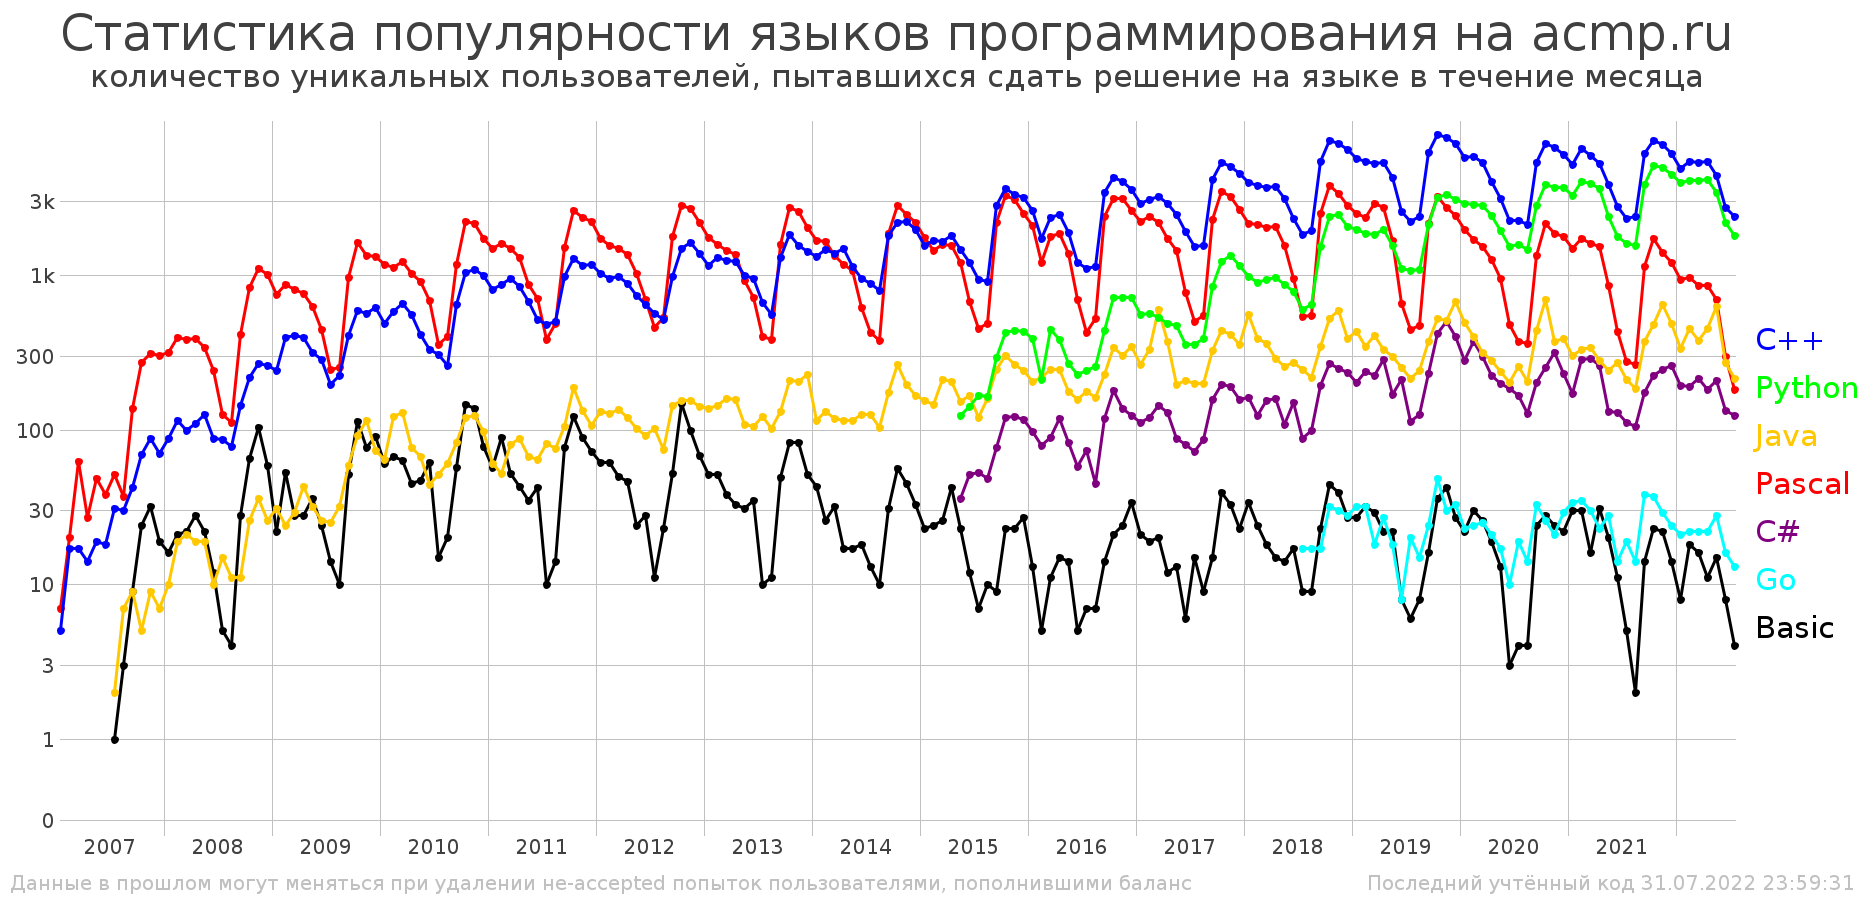 Статистика популярности языков программирования на acmp.ru
количество уникальных пользователей, пытавшихся сдать решение на языке в течение месяца
3k
1k
300
100
30
10
3
1
0
C++
Python
Java
Pascal
C#
Go
Basic
2007 2008 2009 2010 2011 2012 2013 2014 2015 2016 2017 2018 2019 2020 2021
Данные в прошлом могут меняться при удалении не-accepted попыток пользователями, пополнившими баланс
Последний учтённый код 31.07.2022 23:59:31